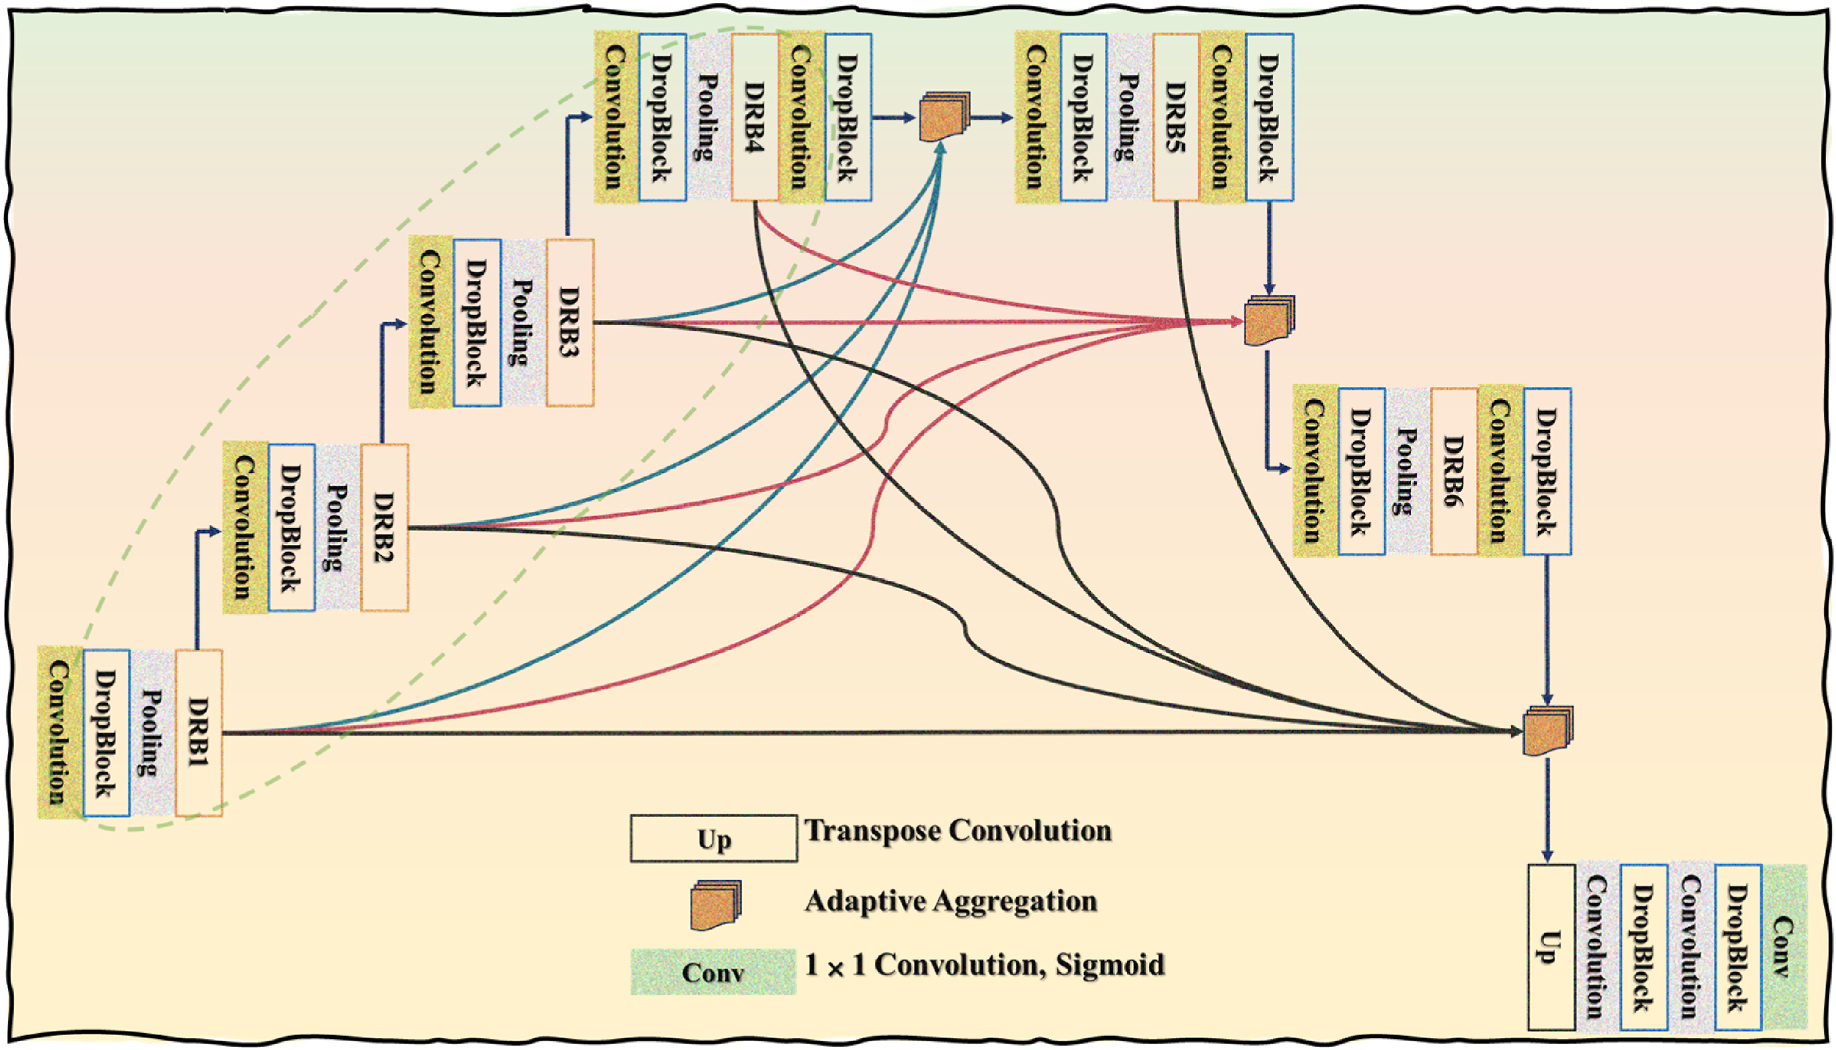 Convolution
DropBlock
Pooling
DRB4
Convolution
DropBlock
Convolution
DropBlock
Pooling
DRB5
Convolution
DropBlock
Convolution
DropBlock
Pooling
DRB3
Convolution
DropBlock
Pooling
DRB6
Convolution
DropBlock
Convolution
DropBlock
Pooling
DRB2
Convolution
DropBlock
Pooling
DRB1
Up
Transpose Convolution
Adaptive Aggregation
Conv
1 × 1 Convolution, Sigmoid
Up
Convolution
DropBlock
Convolution
DropBlock
Conv